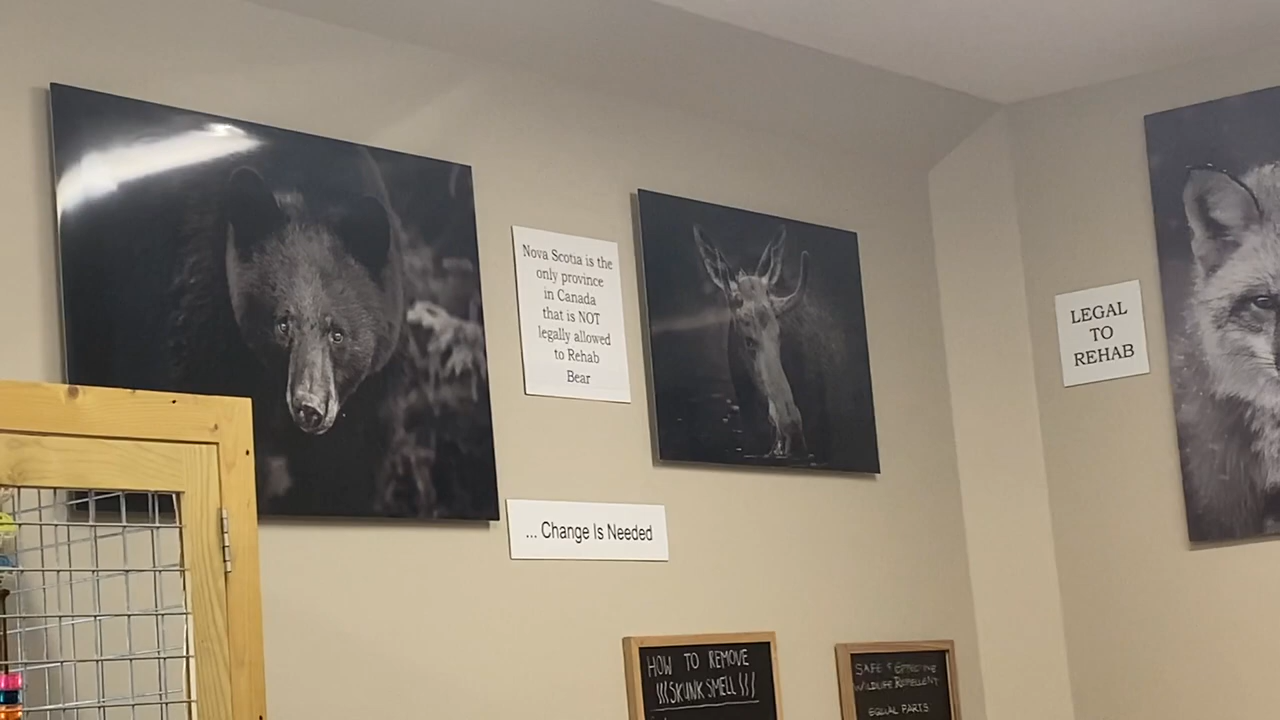 Nova Scotia is the
only province
in Canada
that is NOT
legally allowed
to Rehab
Bear
... Change Is Needed
LEGAL
TO
REHAB
HOW TO REMOVE
SKUNK SMELL
SAFE & EFFECTIVE
WILDLIFE REPELLENT
EQUAL PARTS